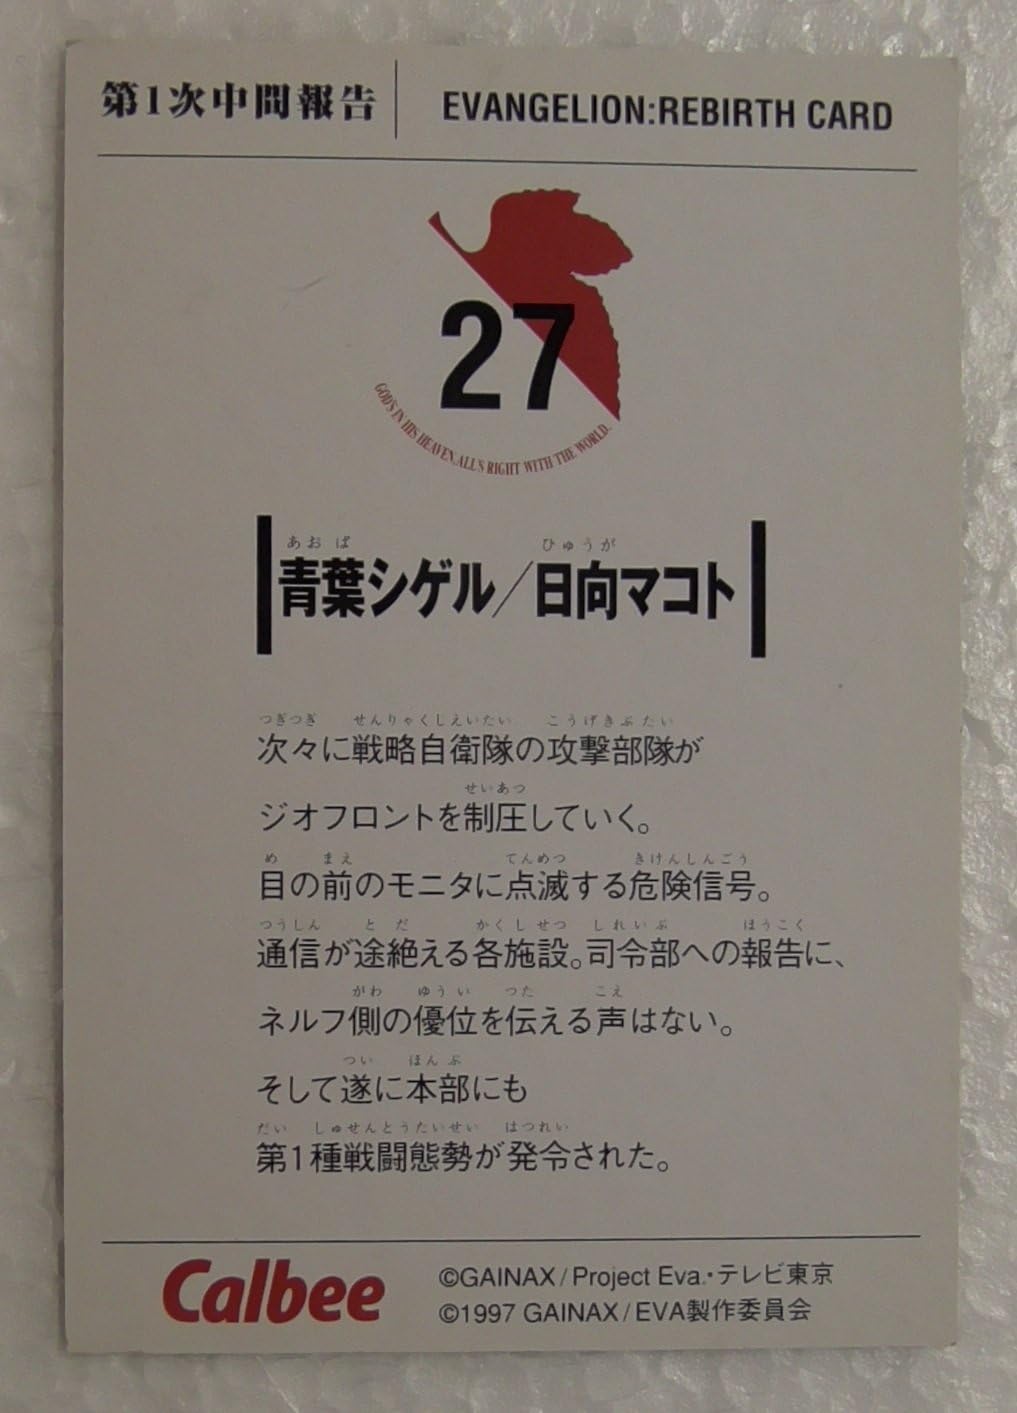 第1次中間報告
EVANGELION:REBIRTH CARD
27
GOD'S IN HIS HEAVEN. ALL'S RIGHT WITH THE WORLD.
あおば ひゅうが
青葉シゲル／日向マコト
つぎつぎ せんりゃくじえいたい こうげきぶたい
次々に戦略自衛隊の攻撃部隊が
せいあつ
ジオフロントを制圧していく。
め まえ てんめつ きけんしんごう
目の前のモニタに点滅する危険信号。
つうしん とだ かくしせつ しれいぶ ほうこく
通信が途絶える各施設。司令部への報告に、
がわ ゆうい つた こえ
ネルフ側の優位を伝える声はない。
つい ほんぶ
そして遂に本部にも
だい しゅせんとうたいせい はつれい
第1種戦闘態勢が発令された。
Calbee
©GAINAX/Project Eva.・テレビ東京
©1997 GAINAX/EVA製作委員会